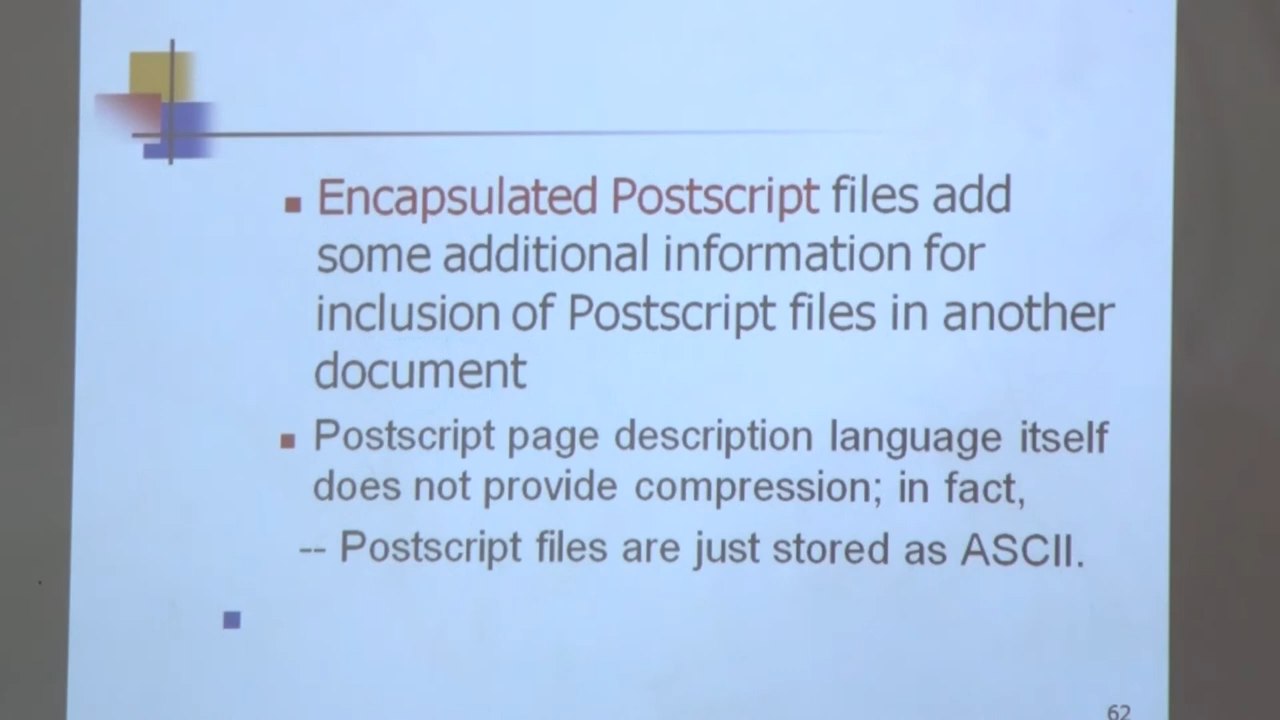 Encapsulated Postscript files add
some additional information for
inclusion of Postscript files in another
document
Postscript page description language itself
does not provide compression; in fact,
-- Postscript files are just stored as ASCII.
62